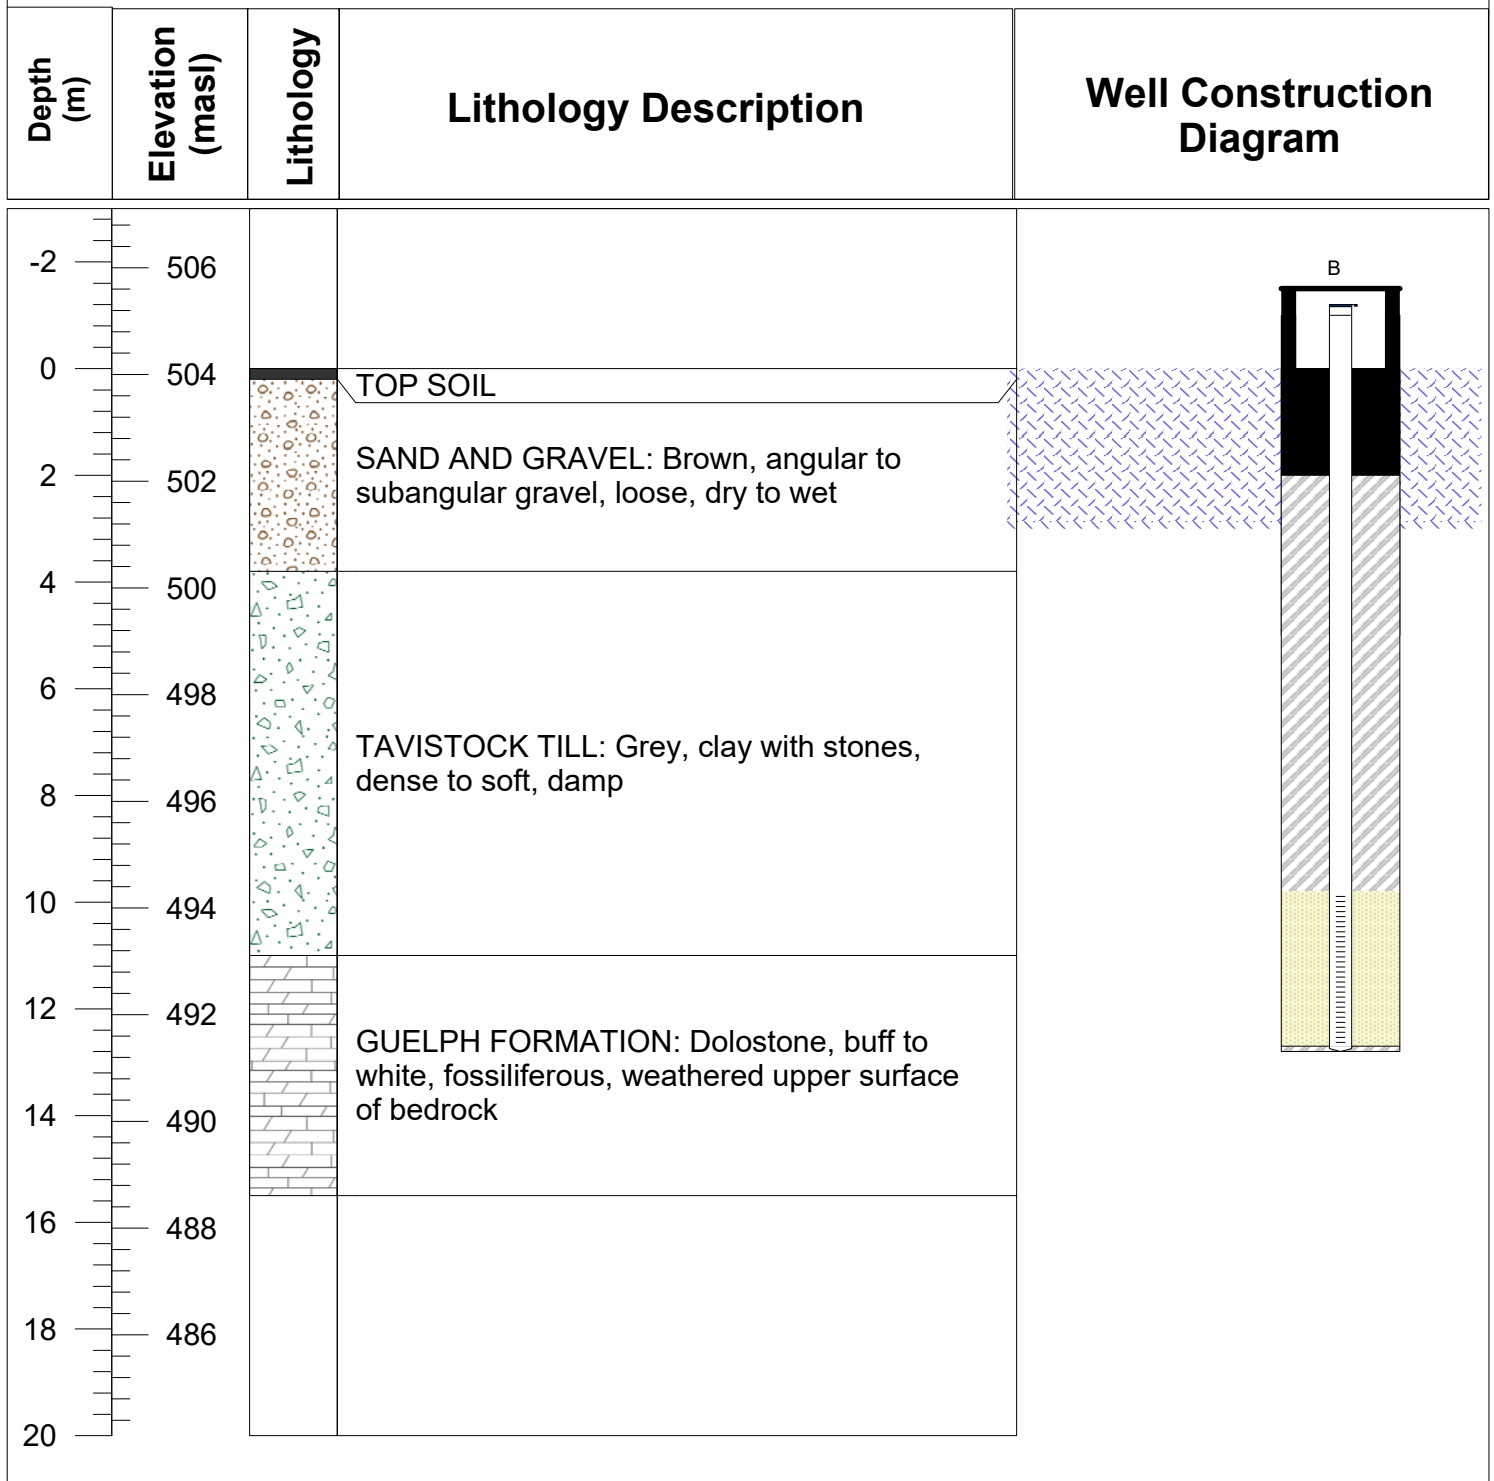 Depth
(m)
Elevation
(masl)
Lithology
Lithology Description
Well Construction
Diagram
-2
506
B
0
504
TOP SOIL
SAND AND GRAVEL: Brown, angular to
subangular gravel, loose, dry to wet
2
502
4
500
6
498
TAVISTOCK TILL: Grey, clay with stones,
dense to soft, damp
8
496
10
494
12
492
GUELPH FORMATION: Dolostone, buff to
white, fossiliferous, weathered upper surface
of bedrock
14
490
16
488
18
486
20